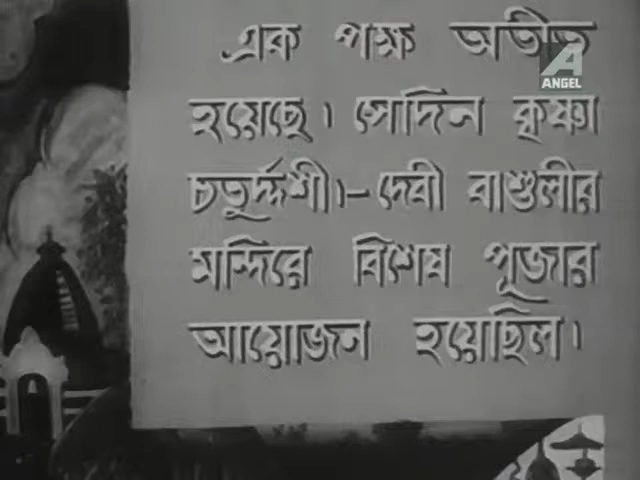 এক পক্ষ অতীত
হয়েছে। সেদিন কৃষ্ণা
চতুর্দ্দশী।–দেবী বাশুলীর
মন্দিরে বিশেষ পূজার
আয়োজন হয়েছিল।
A
ANGEL